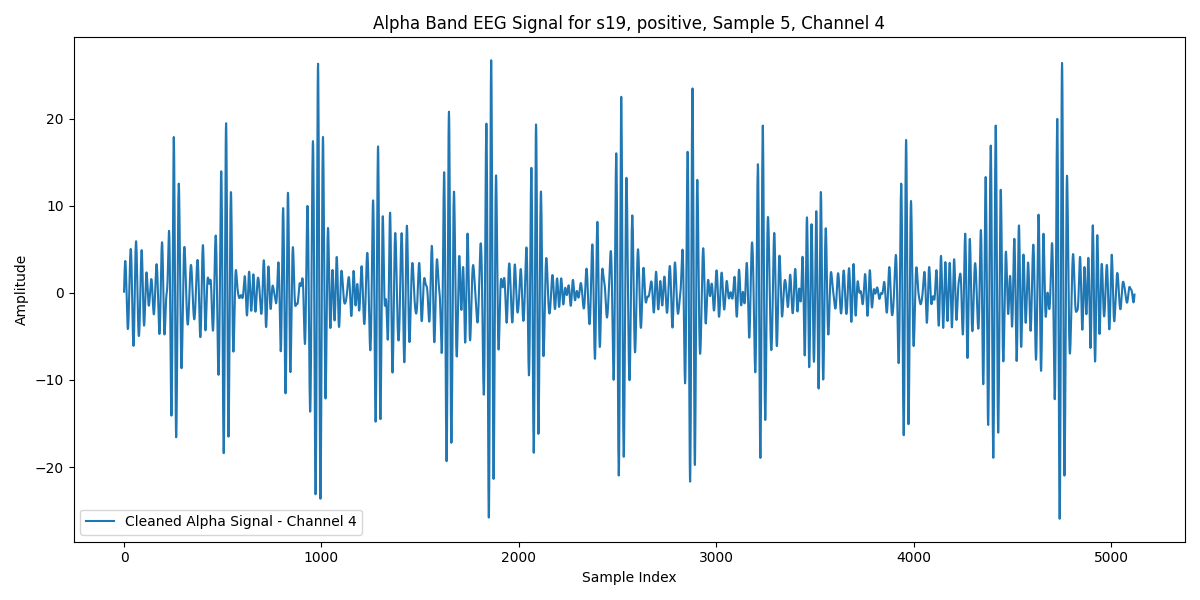 Alpha Band EEG Signal for s19, positive, Sample 5, Channel 4
Amplitude
20
10
0
−10
−20
Cleaned Alpha Signal - Channel 4
0 1000 2000 3000 4000 5000
Sample Index